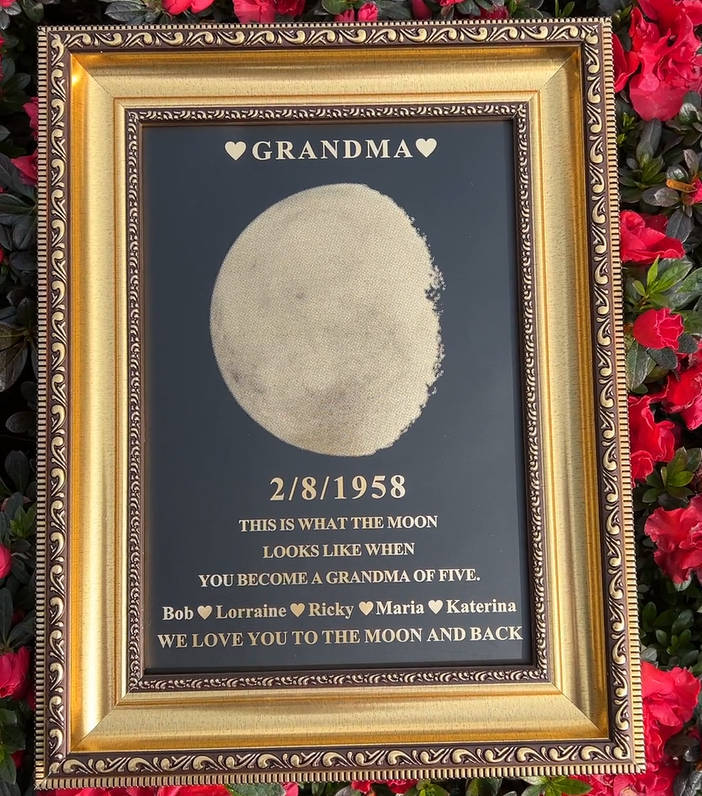 ♥GRANDMA♥
2/8/1958
THIS IS WHAT THE MOON
LOOKS LIKE WHEN
YOU BECOME A GRANDMA OF FIVE.
Bob ♥ Lorraine ♥ Ricky ♥ Maria ♥ Katerina
WE LOVE YOU TO THE MOON AND BACK